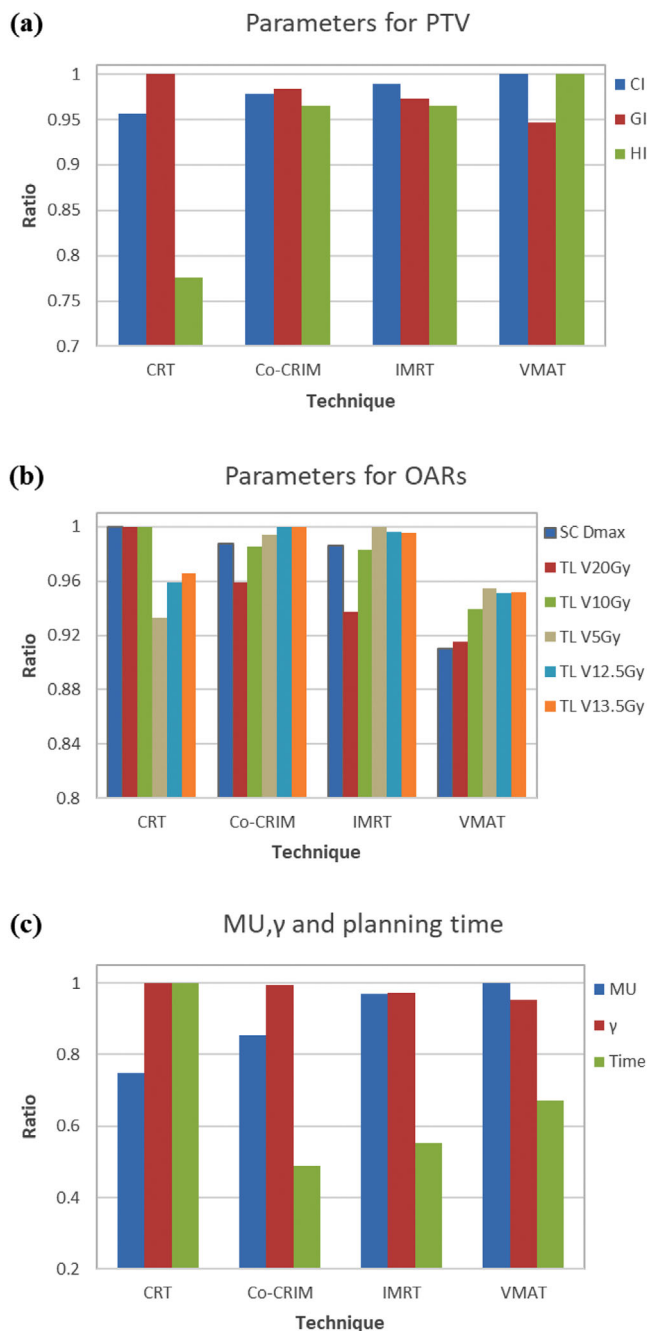 (a) Parameters for PTV
1
0.95
0.9
0.85
0.8
0.75
0.7
Ratio
CI
GI
HI
CRT Co-CRIM IMRT VMAT
Technique
(b) Parameters for OARs
1
0.96
0.92
0.88
0.84
0.8
Ratio
SC Dmax
TL V20Gy
TL V10Gy
TL V5Gy
TL V12.5Gy
TL V13.5Gy
CRT Co-CRIM IMRT VMAT
Technique
(c) MU,γ and planning time
1
0.8
0.6
0.4
0.2
Ratio
MU
γ
Time
CRT Co-CRIM IMRT VMAT
Technique